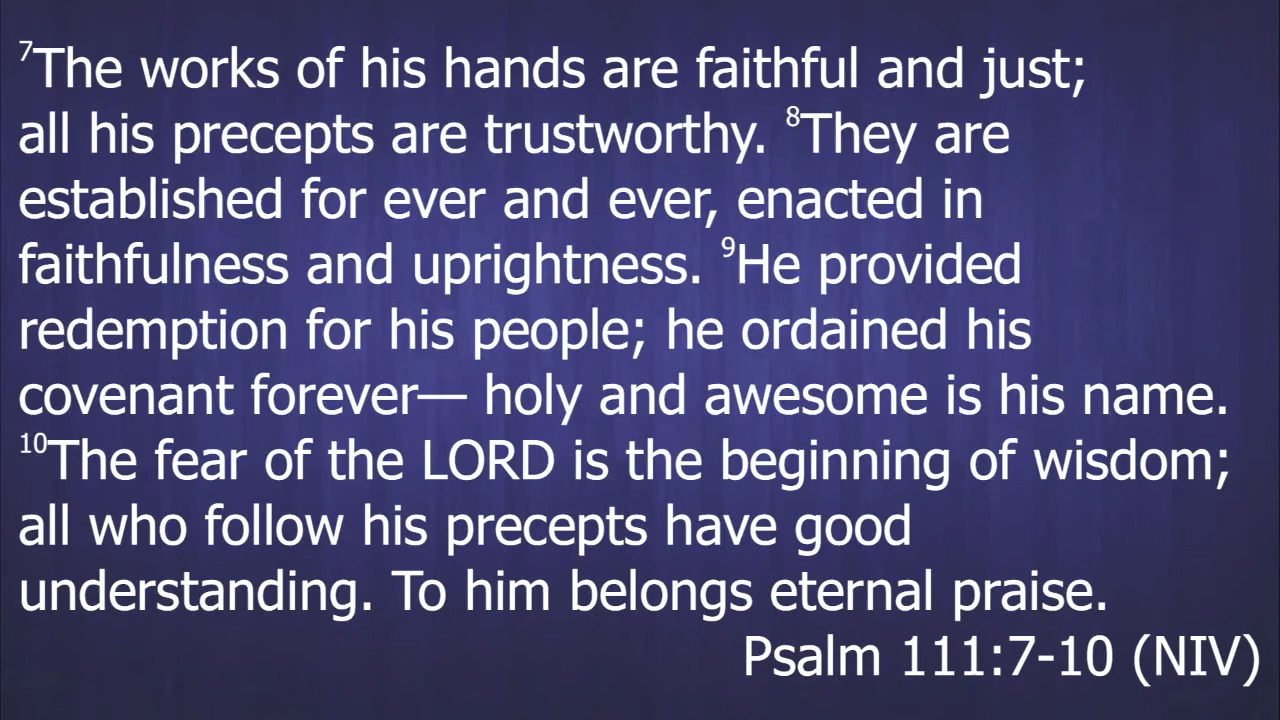 ⁷The works of his hands are faithful and just;
all his precepts are trustworthy. ⁸They are
established for ever and ever, enacted in
faithfulness and uprightness. ⁹He provided
redemption for his people; he ordained his
covenant forever— holy and awesome is his name.
¹⁰The fear of the LORD is the beginning of wisdom;
all who follow his precepts have good
understanding. To him belongs eternal praise.
Psalm 111:7-10 (NIV)